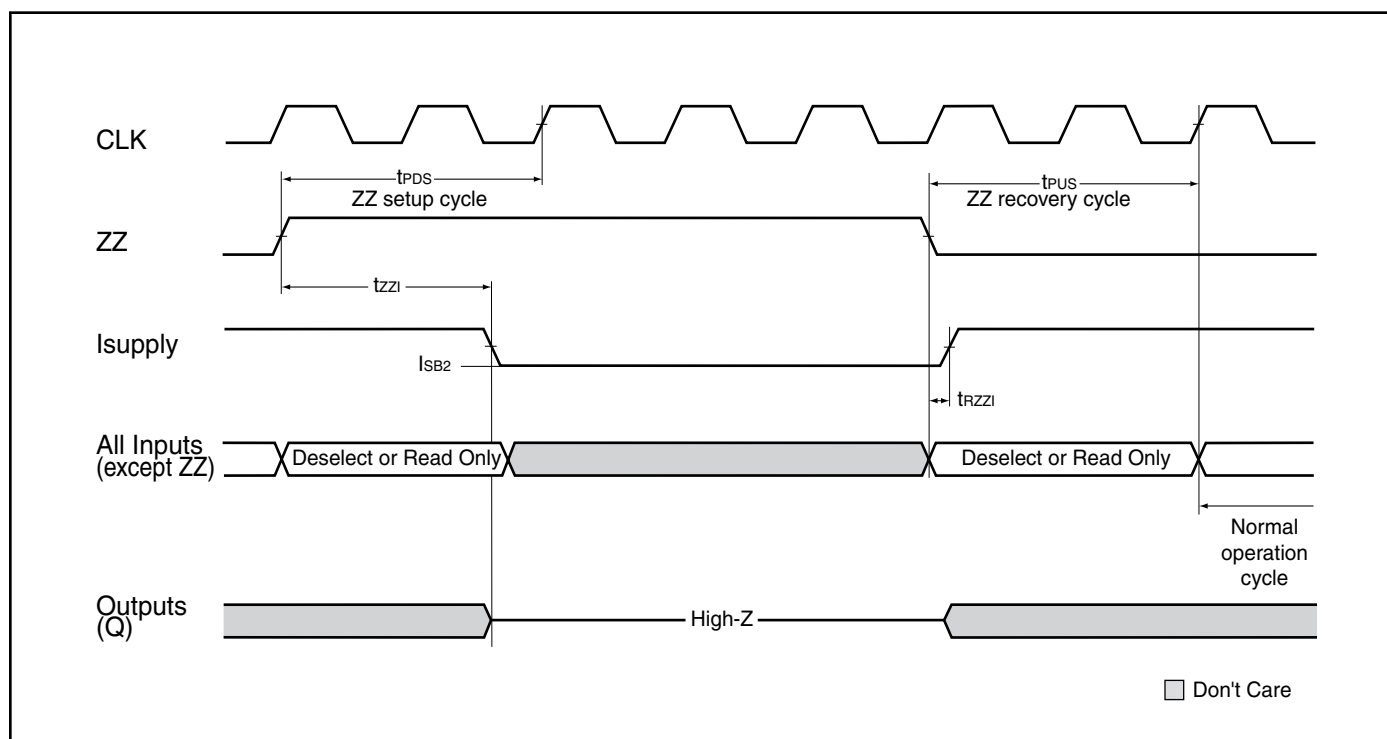 CLK
tPDS
ZZ setup cycle
tPUS
ZZ recovery cycle
ZZ
tZZI
Isupply
ISB2
tRZZI
All Inputs
(except ZZ)
Deselect or Read Only
Deselect or Read Only
Normal
operation
cycle
Outputs
(Q)
High-Z
Don't Care